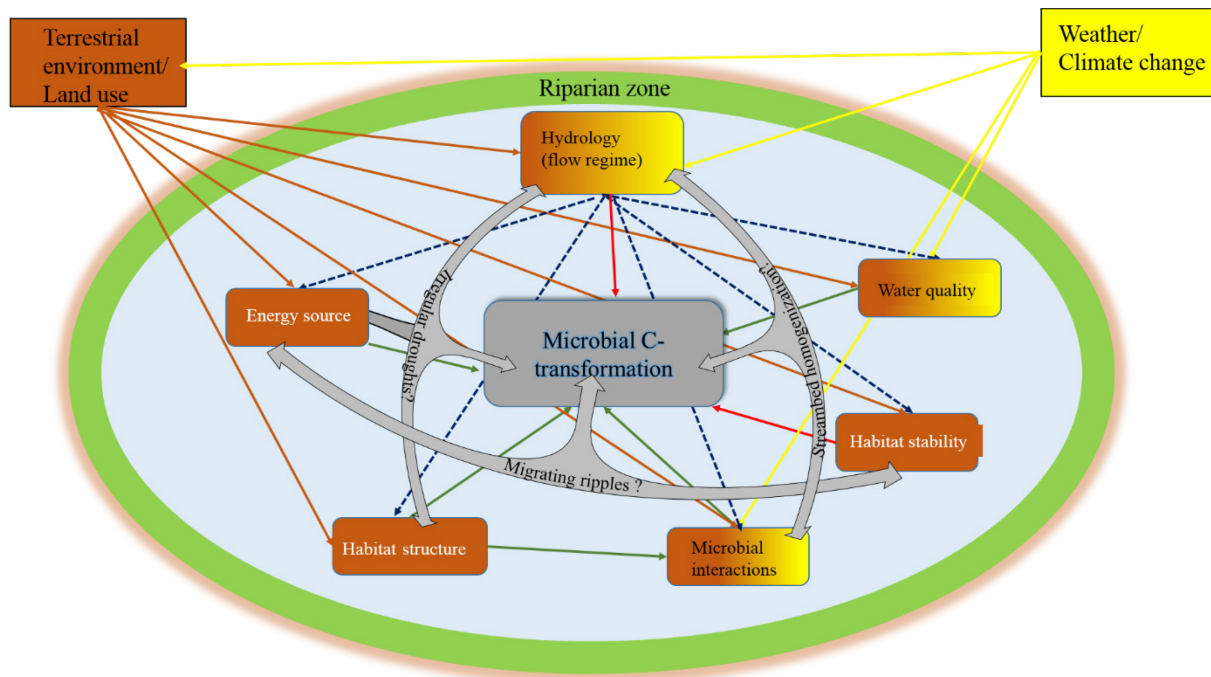 Terrestrial
environment/
Land use
Weather/
Climate change
Riparian zone
Hydrology
(flow regime)
Energy source
Irregular droughts?
Microbial C-
transformation
Streambed homogenization?
Water quality
Habitat stability
Migrating ripples ?
Habitat structure
Microbial
interactions